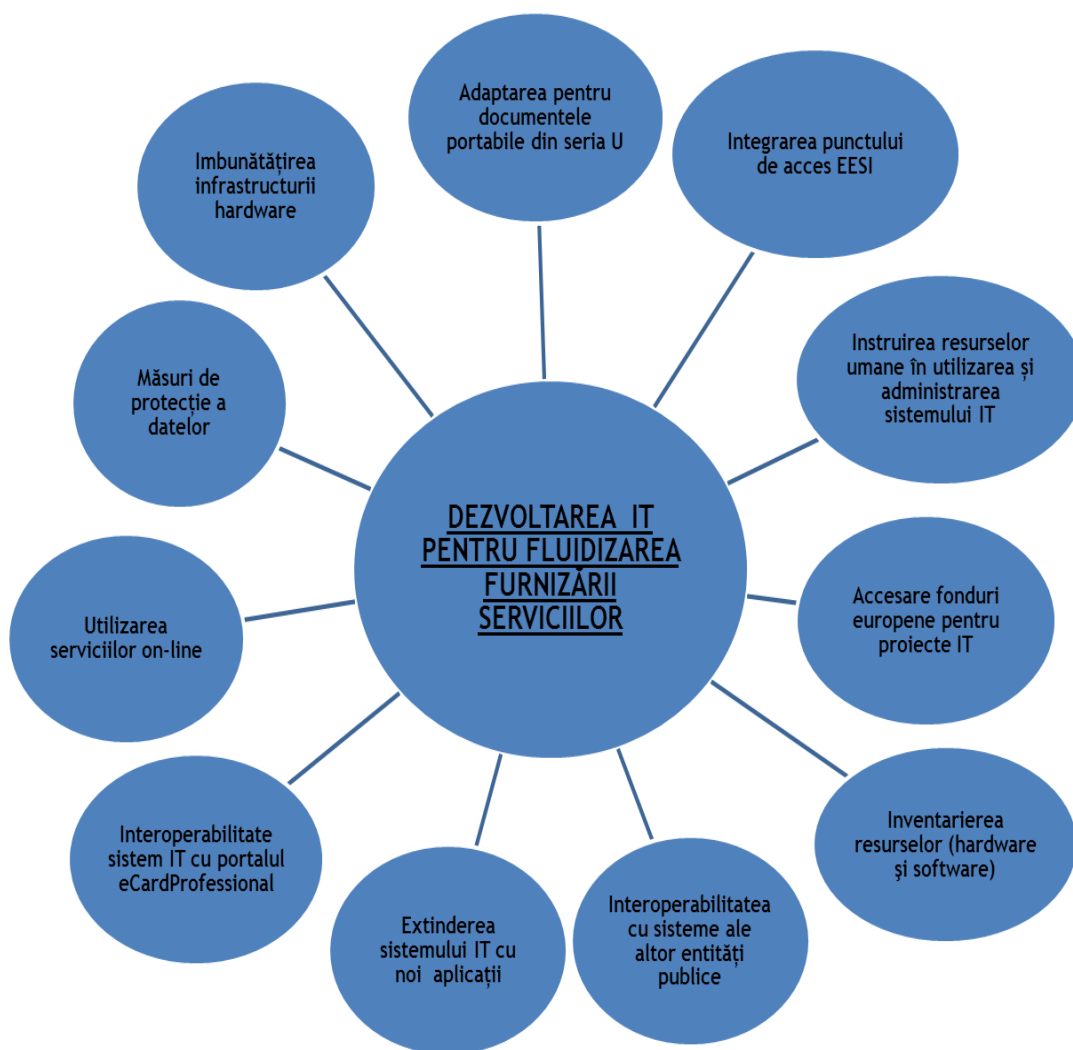 Adaptarea pentru
documentele
portabile din seria U
Integrarea punctului
de acces EESI
Instruirea resurselor
umane în utilizarea și
administrarea
sistemului IT
Accesare fonduri
europene pentru
proiecte IT
Inventarierea
resurselor (hardware
şi software)
Interoperabilitatea
cu sisteme ale
altor entități
publice
Extinderea
sistemului IT cu
noi aplicații
Interoperabilitate
sistem IT cu portalul
eCardProfessional
Utilizarea
serviciilor on-line
Măsuri de
protecție a
datelor
Imbunătățirea
infrastructurii
hardware
DEZVOLTAREA IT
PENTRU FLUIDIZAREA
FURNIZĂRII
SERVICIILOR